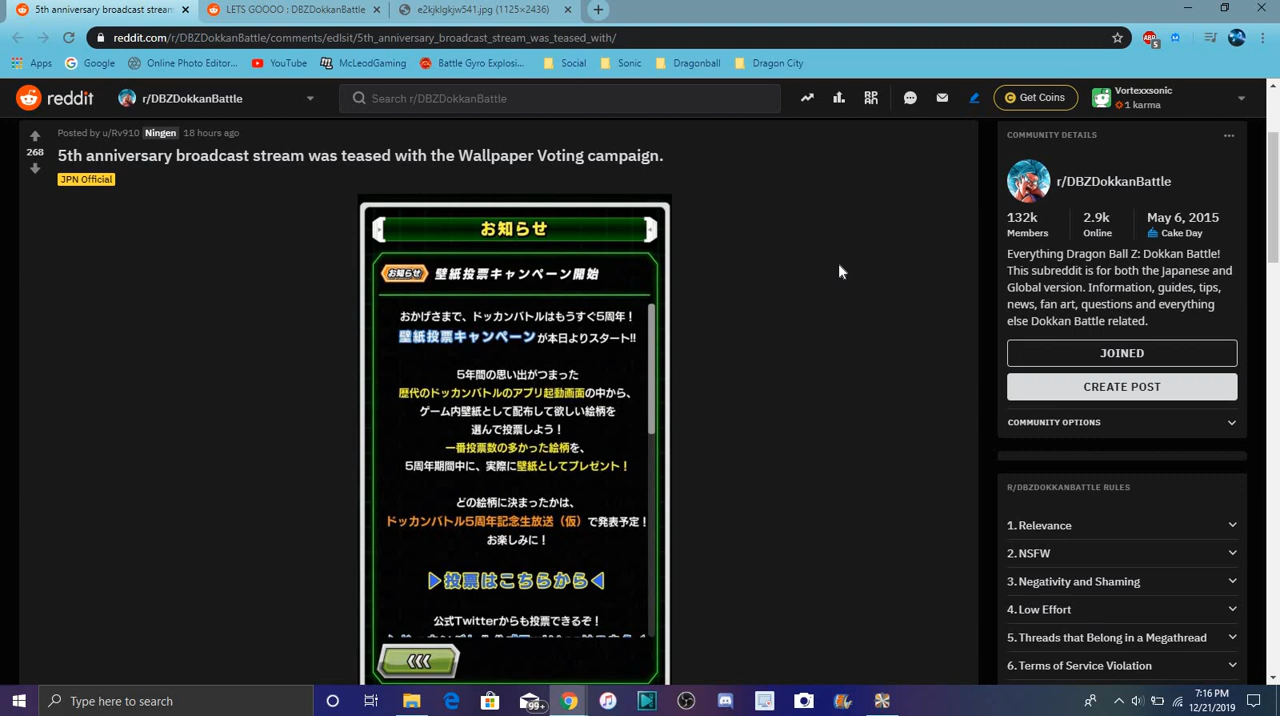 5th anniversary broadcast stream
LETS GOOOO : DBZDokkanBattle
e2kjklgkjw541.jpg (1125×2436)
reddit.com/r/DBZDokkanBattle/comments/edlsit/5th_anniversary_broadcast_stream_was_teased_with/
Apps
Google
Online Photo Editor...
YouTube
McLeodGaming
Battle Gyro Explosi...
Social
Sonic
Dragonball
Dragon City
reddit
r/DBZDokkanBattle
Search r/DBZDokkanBattle
Get Coins
Vortexxsonic
1 karma
Posted by u/Rv910 Ningen 18 hours ago
268
5th anniversary broadcast stream was teased with the Wallpaper Voting campaign.
JPN Official
お知らせ
お知らせ 壁紙投票キャンペーン開始
おかげさまで、ドッカンバトルはもうすぐ5周年！
壁紙投票キャンペーンが本日よりスタート!!
5年間の思い出がつまった
歴代のドッカンバトルのアプリ起動画面の中から、
ゲーム内壁紙として配布して欲しい絵柄を
選んで投票しよう！
一番投票数の多かった絵柄を、
5周年期間中に、実際に壁紙としてプレゼント！
どの絵柄に決まったかは、
ドッカンバトル5周年記念生放送（仮）で発表予定！
お楽しみに！
▶投票はこちらから◀
公式Twitterからも投票できるぞ！
COMMUNITY DETAILS
r/DBZDokkanBattle
132k
Members
2.9k
Online
May 6, 2015
Cake Day
Everything Dragon Ball Z: Dokkan Battle!
This subreddit is for both the Japanese and
Global version. Information, guides, tips,
news, fan art, questions and everything
else Dokkan Battle related.
JOINED
CREATE POST
COMMUNITY OPTIONS
R/DBZDOKKANBATTLE RULES
1. Relevance
2. NSFW
3. Negativity and Shaming
4. Low Effort
5. Threads that Belong in a Megathread
6. Terms of Service Violation
Type here to search
99+
7:16 PM
12/21/2019